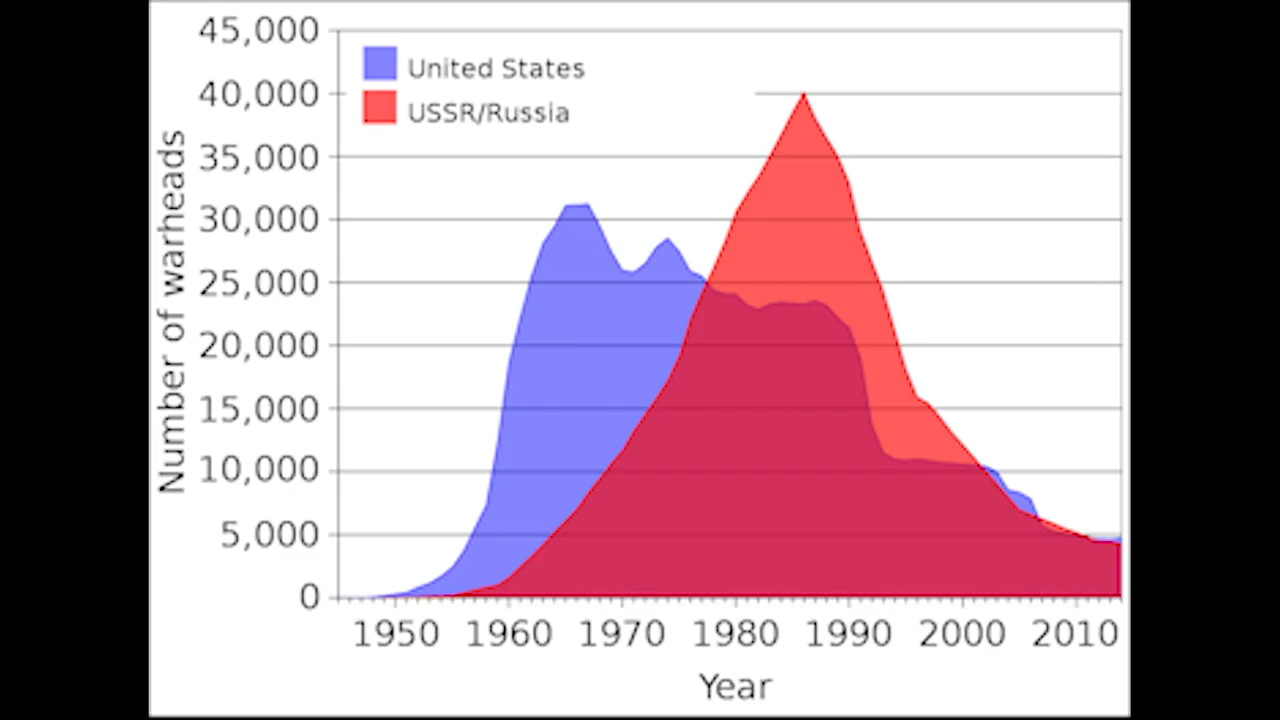 45,000
United States
40,000
USSR/Russia
35,000
30,000
25,000
20,000
15,000
10,000
5,000
0
Number of warheads
1950 1960 1970 1980 1990 2000 2010
Year